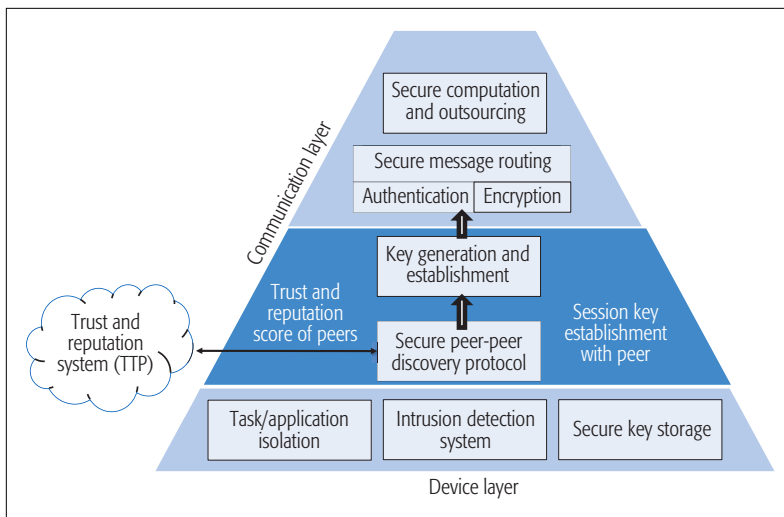 Secure computation
and outsourcing
Secure message routing
Authentication
Encryption
Communication layer
Key generation and
establishment
Trust and
reputation
score of peers
Session key
establishment
with peer
Trust and
reputation
system (TTP)
Secure peer-peer
discovery protocol
Task/application
isolation
Intrusion detection
system
Secure key storage
Device layer